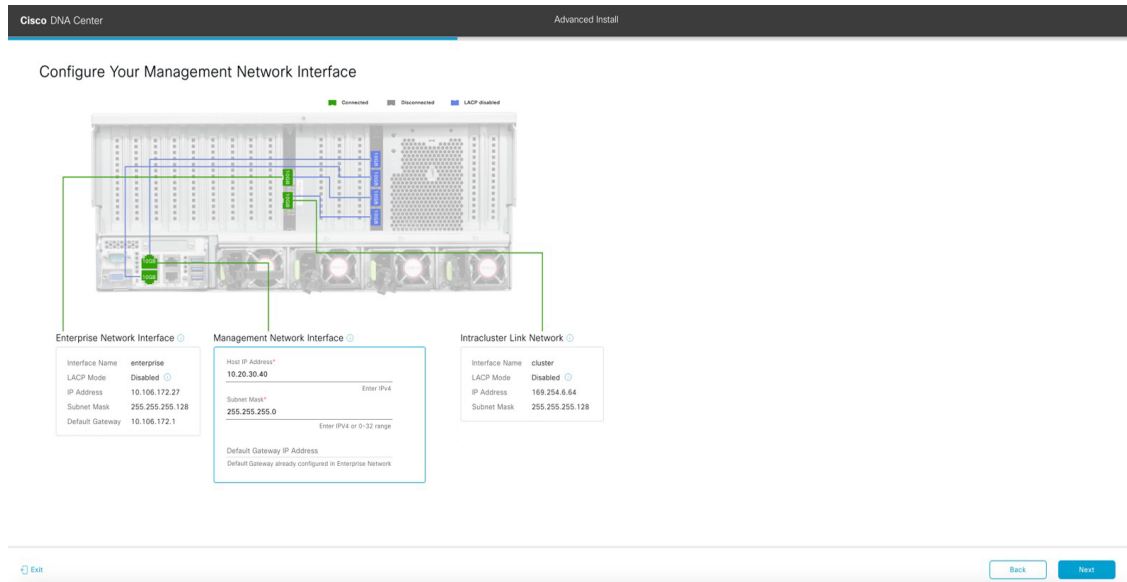 Cisco DNA Center
Advanced Install
Configure Your Management Network Interface
Connected Disconnected LACP disabled
10GB
10GB
Enterprise Network Interface
Interface Name enterprise
LACP Mode Disabled
IP Address 10.106.172.27
Subnet Mask 255.255.255.128
Default Gateway 10.106.172.1
Management Network Interface
Host IP Address*
10.20.30.40
Enter IPv4
Subnet Mask*
255.255.255.0
Enter IPV4 or 0-32 range
Default Gateway IP Address
Default Gateway already configured in Enterprise Network
Intracluster Link Network
Interface Name cluster
LACP Mode Disabled
IP Address 169.254.6.64
Subnet Mask 255.255.255.128
Exit
Back
Next